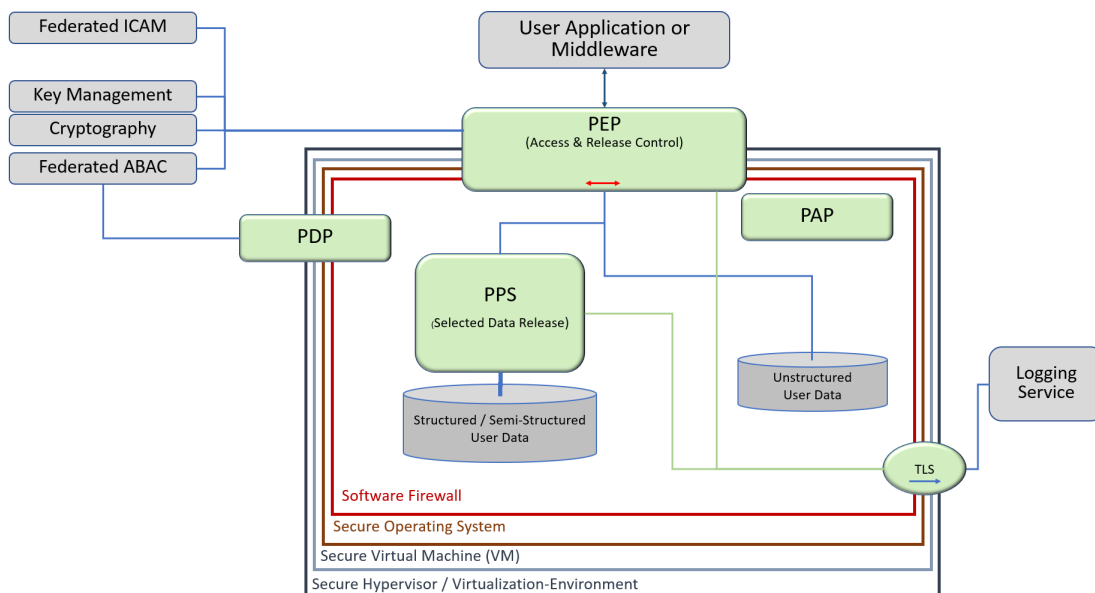 Federated ICAM
User Application or
Middleware
Key Management
Cryptography
Federated ABAC
PEP
(Access & Release Control)
PDP
PAP
PPS
(Selected Data Release)
Unstructured
User Data
Logging
Service
Structured / Semi-Structured
User Data
TLS
Software Firewall
Secure Operating System
Secure Virtual Machine (VM)
Secure Hypervisor / Virtualization-Environment